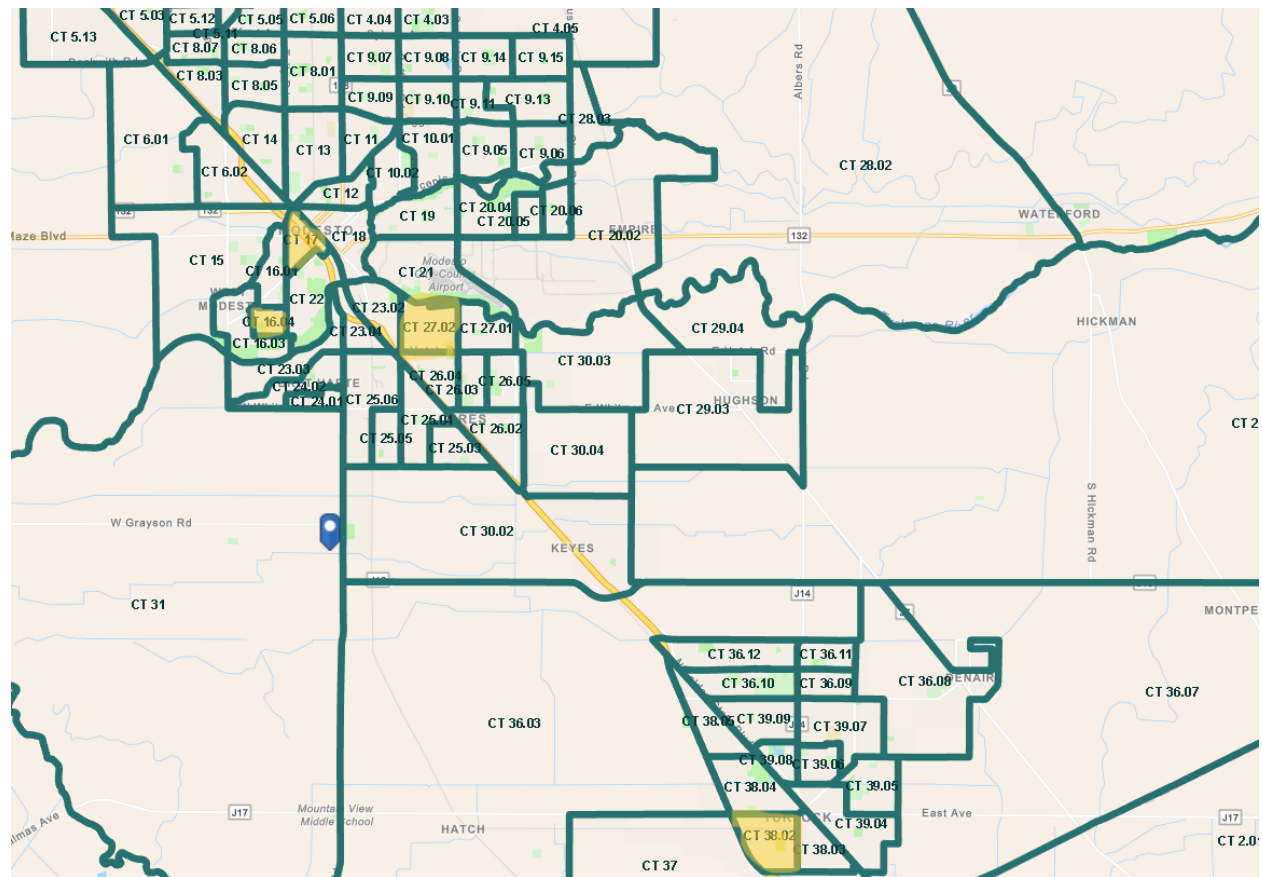 CT 5.03
CT 5.12
CT 5.05
CT 5.06
CT 4.04
CT 4.03
CT 4.05
CT 5.13
CT 5.11
CT 8.07
CT 8.06
CT 9.07
CT 9.08
CT 9.14
CT 9.15
CT 8.03
CT 8.05
CT 8.01
CT 9.09
CT 9.10
CT 9.11
CT 9.13
Albers Rd
CT 28.03
CT 6.01
CT 14
CT 13
CT 11
CT 10.01
CT 9.05
CT 9.06
CT 28.02
CT 6.02
CT 10.02
CT 12
132
132
CT 19
CT 20.04
CT 20.05
CT 20.06
WATERFORD
Maze Blvd
CT 17
CT 18
EMPIRE
CT 20.02
132
CT 15
CT 16.01
CT 21
Modesto
City-County
Airport
CT 22
CT 23.02
CT 16.04
CT 23.04
CT 27.02
CT 27.01
CT 29.04
HICKMAN
CT 16.03
CT 30.03
CT 23.03
CT 24.02
CT 26.04
CT 26.03
CT 26.05
CT 24.01
CT 25.06
HUGHSON
CT 29.03
CT 25.04
CT 26.02
CT 25.05
CT 25.03
CT 30.04
CT 2
W Grayson Rd
CT 30.02
S Hickman Rd
KEYES
J14
CT 31
MONTPE
CT 36.12
CT 36.11
CT 36.10
CT 36.09
CT 36.08
DENAIR
CT 36.07
CT 36.03
CT 38.05
CT 39.09
CT 39.07
CT 39.08
CT 39.06
CT 38.04
CT 39.05
J17
Mountain View
Middle School
HATCH
East Ave
J17
CT 38.02
CT 39.04
CT 38.03
CT 2.01
CT 37